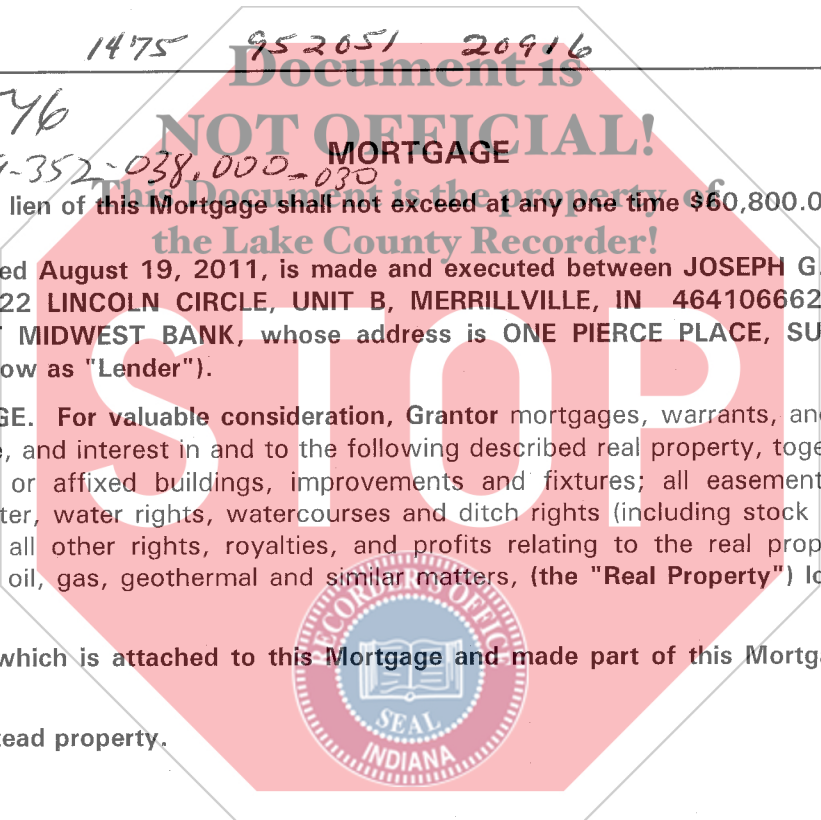 1475 952051 20916
Document is
46
NOT OFFICIAL!
MORTGAGE
-352-038.000-030
This Document is the property of
lien of this Mortgage shall not exceed at any one time $60,800.0
the Lake County Recorder!
ed August 19, 2011, is made and executed between JOSEPH G.
22 LINCOLN CIRCLE, UNIT B, MERRILLVILLE, IN 464106662
MIDWEST BANK, whose address is ONE PIERCE PLACE, SU
ow as "Lender").
GE. For valuable consideration, Grantor mortgages, warrants, an
, and interest in and to the following described real property, toge
or affixed buildings, improvements and fixtures; all easement
ter, water rights, watercourses and ditch rights (including stock
all other rights, royalties, and profits relating to the real prop
oil, gas, geothermal and similar matters, (the "Real Property") lo
which is attached to this Mortgage and made part of this Mortga
tead property.
STOP
RECORDER'S OFFICE
SEAL
INDIANA